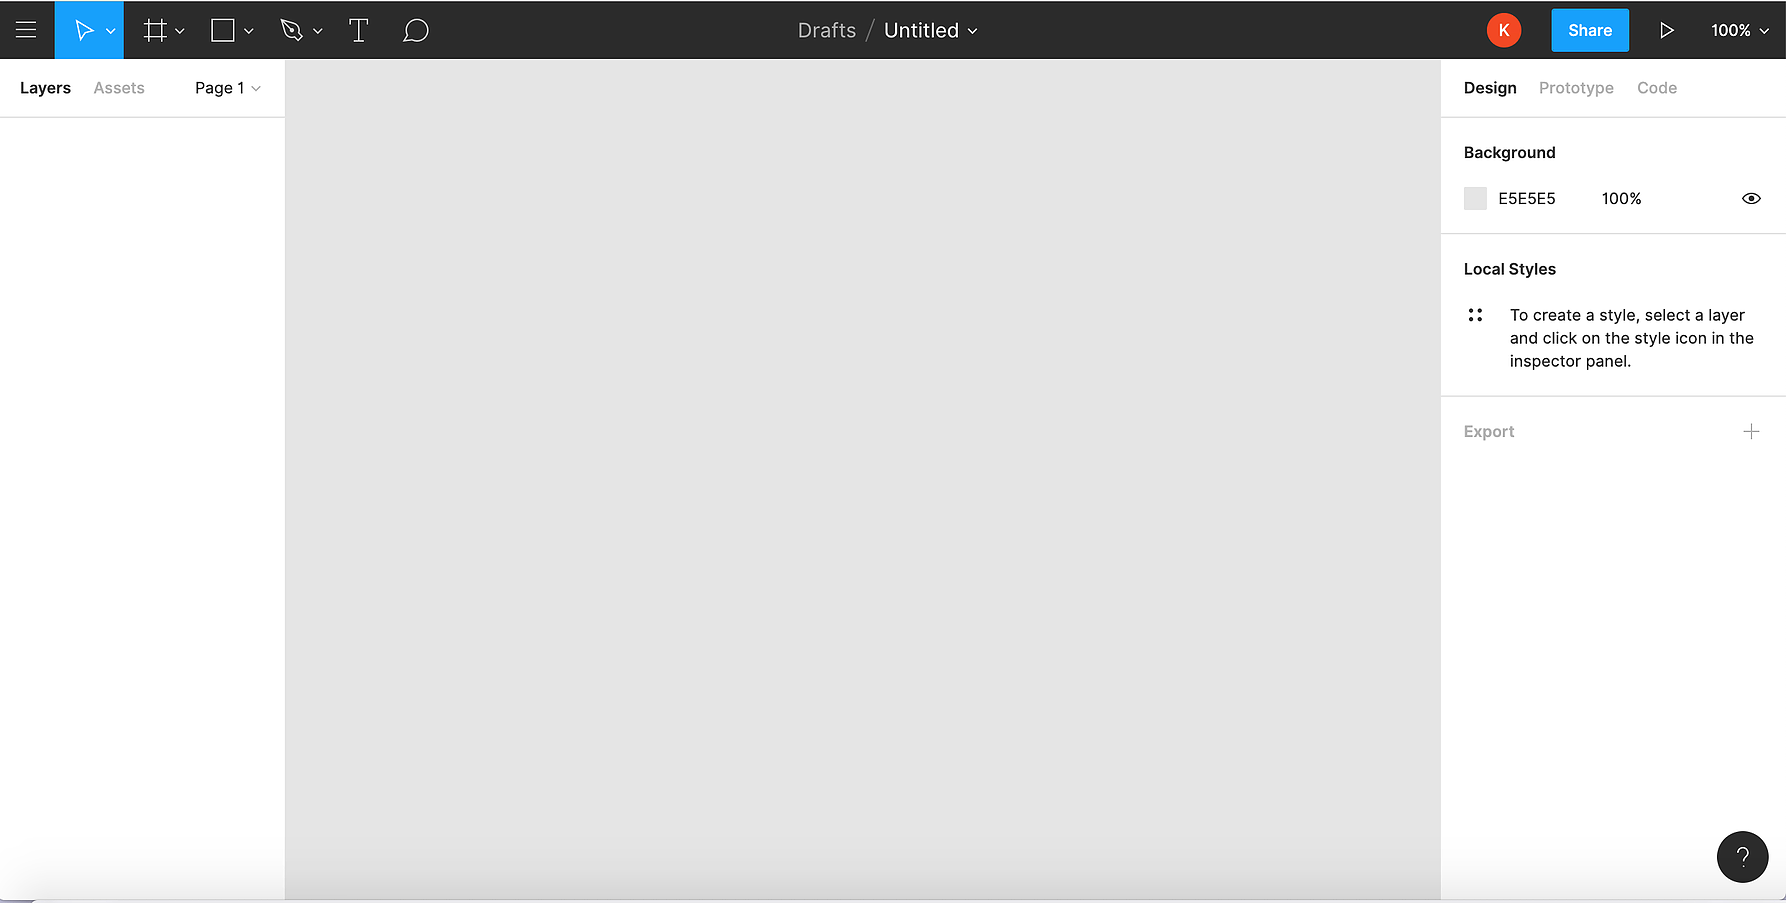 Drafts / Untitled
K
Share
100%
Layers Assets Page 1
Design Prototype Code
Background
E5E5E5 100%
Local Styles
To create a style, select a layer
and click on the style icon in the
inspector panel.
Export
?